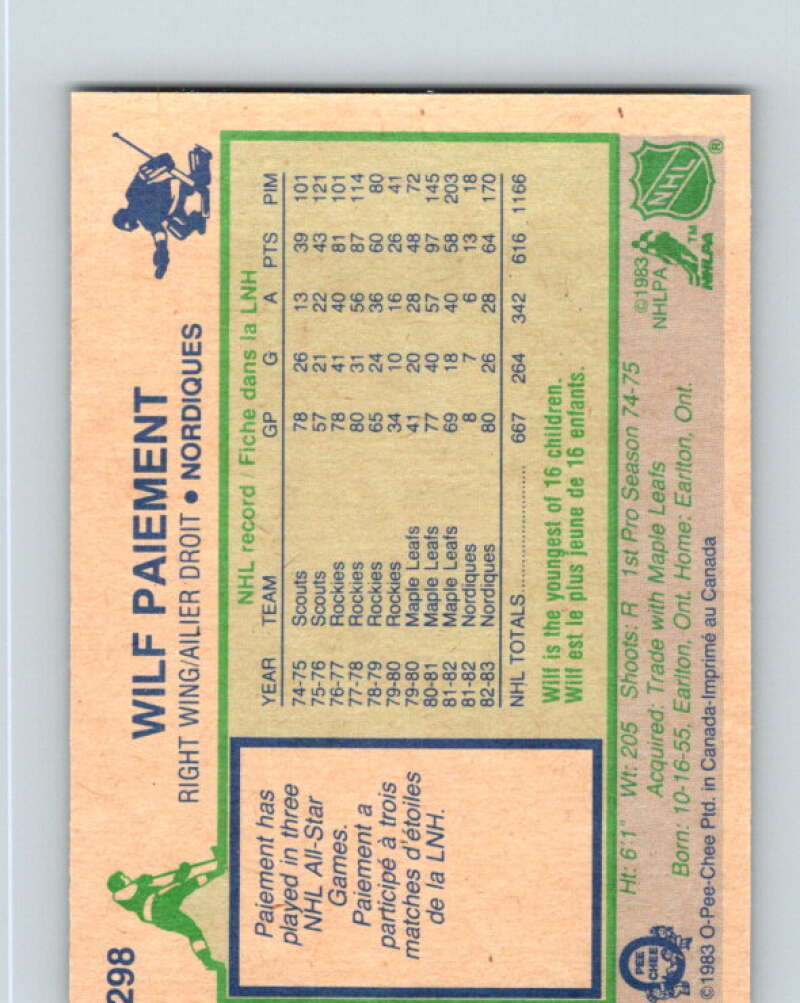 298
WILF PAIEMENT
RIGHT WING/AILIER DROIT • NORDIQUES
Paiement has
played in three
NHL All-Star
Games.
Paiement a
participé à trois
matches d'étoiles
de la LNH.
NHL record / Fiche dans la LNH
YEAR TEAM GP G A PTS PIM
74-75 Scouts 78 26 13 39 101
75-76 Scouts 57 21 22 43 121
76-77 Rockies 78 41 40 81 101
77-78 Rockies 80 31 56 87 114
78-79 Rockies 65 24 36 60 80
79-80 Rockies 34 10 16 26 41
79-80 Maple Leafs 41 20 28 48 72
80-81 Maple Leafs 77 40 57 97 145
81-82 Maple Leafs 69 18 40 58 203
81-82 Nordiques 8 7 6 13 18
82-83 Nordiques 80 26 28 64 170
NHL TOTALS 667 264 342 616 1166
Wilf is the youngest of 16 children.
Wilf est le plus jeune de 16 enfants.
Ht: 6'1" Wt: 205 Shoots: R 1st Pro Season 74-75
Acquired: Trade with Maple Leafs
Born: 10-16-55, Earlton, Ont. Home: Earlton, Ont.
©1983 O-Pee-Chee Ptd. in Canada-Imprimé au Canada
O
PEE
CHEE
©1983
NHLPA
NHL
®
TM
NHLPA